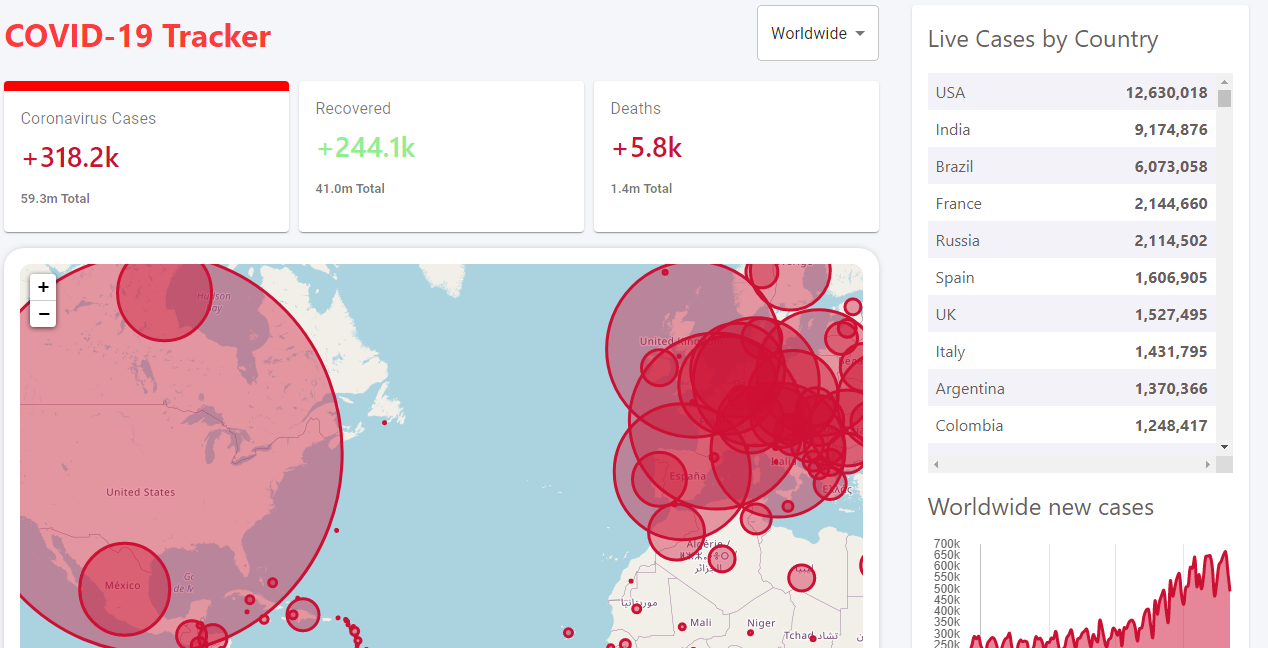 COVID-19 Tracker
Worldwide
Coronavirus Cases
+318.2k
59.3m Total
Recovered
+244.1k
41.0m Total
Deaths
+5.8k
1.4m Total
+
−
Hudson
Bay
United States
México
United King
España
Italia
Ελλάς
Algérie /
الجزائر
ليبيا
موريتانيا
Mali
Niger
Tchad تشاد
Live Cases by Country
USA 12,630,018
India 9,174,876
Brazil 6,073,058
France 2,144,660
Russia 2,114,502
Spain 1,606,905
UK 1,527,495
Italy 1,431,795
Argentina 1,370,366
Colombia 1,248,417
Worldwide new cases
700k
650k
600k
550k
500k
450k
400k
350k
300k
250k